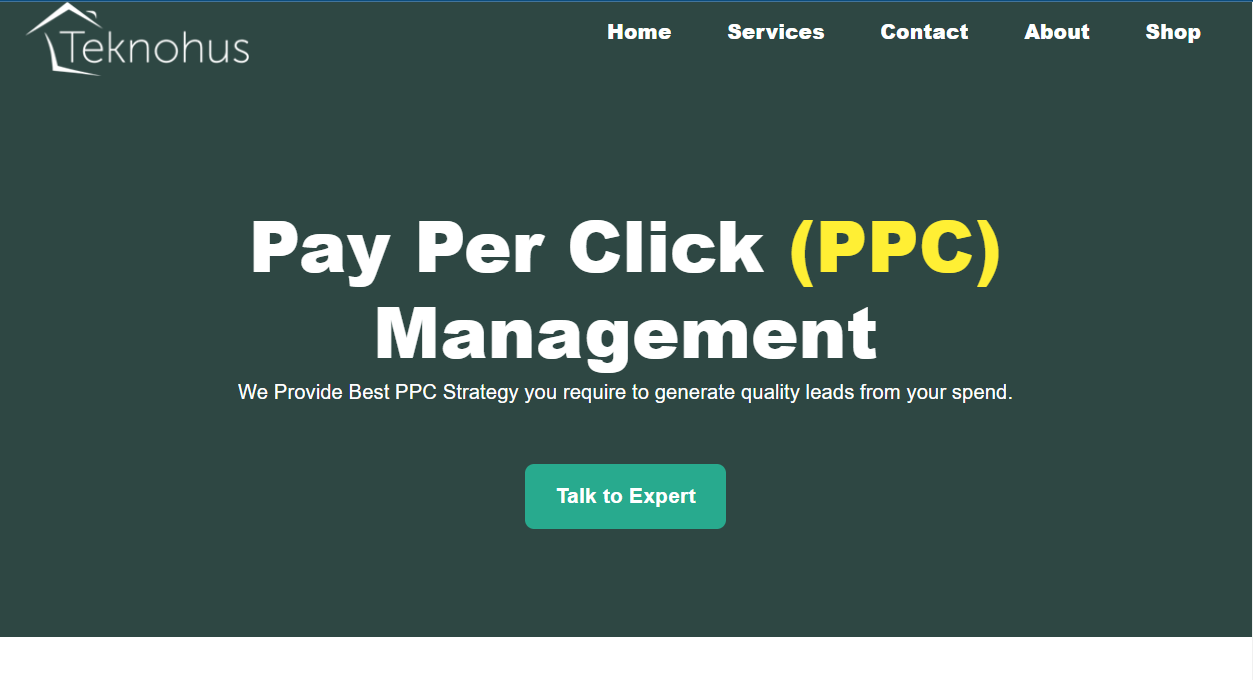 Teknohus
Home Services Contact About Shop
Pay Per Click (PPC)
Management
We Provide Best PPC Strategy you require to generate quality leads from your spend.
Talk to Expert